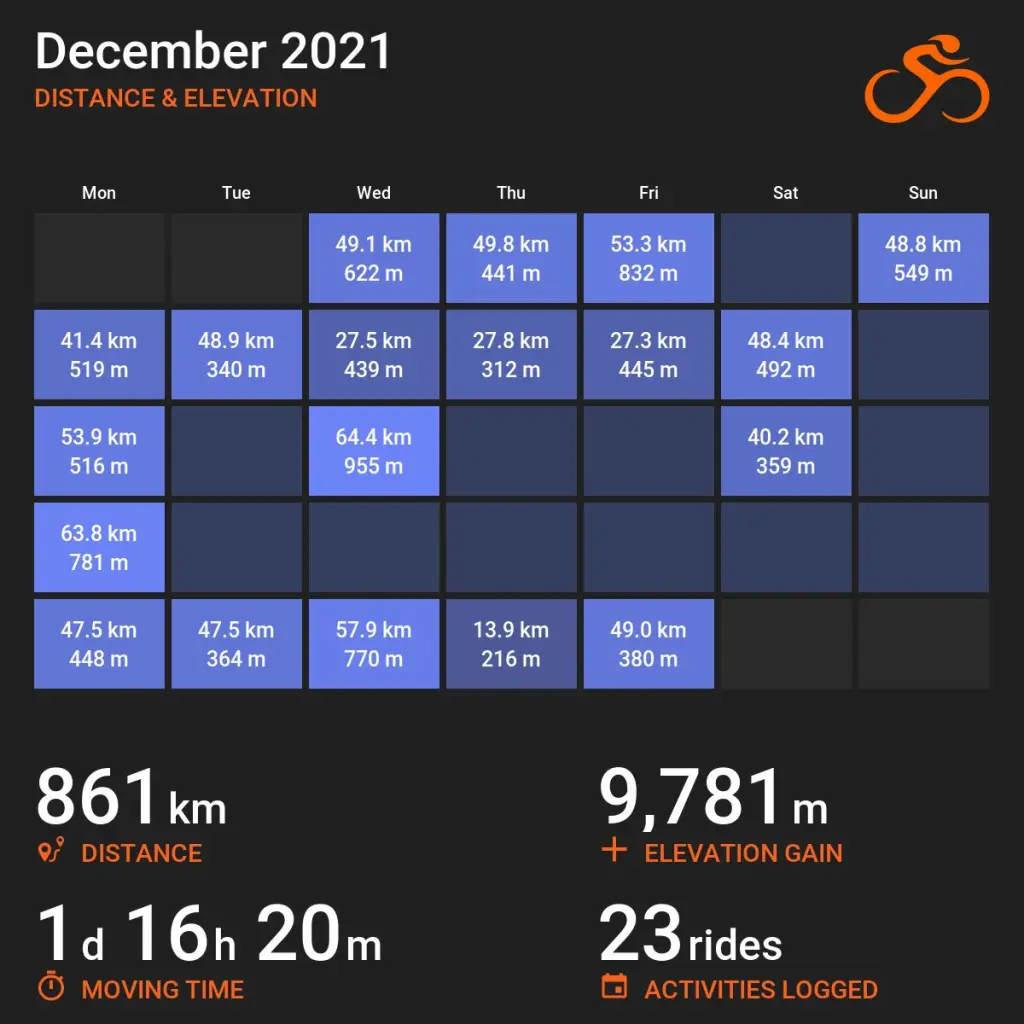 December 2021
DISTANCE & ELEVATION
Mon Tue Wed Thu Fri Sat Sun
49.1 km 49.8 km 53.3 km 48.8 km
622 m 441 m 832 m 549 m
41.4 km 48.9 km 27.5 km 27.8 km 27.3 km 48.4 km
519 m 340 m 439 m 312 m 445 m 492 m
53.9 km 64.4 km 40.2 km
516 m 955 m 359 m
63.8 km
781 m
47.5 km 47.5 km 57.9 km 13.9 km 49.0 km
448 m 364 m 770 m 216 m 380 m
861 km 9,781 m
DISTANCE ELEVATION GAIN
1d 16h 20m 23 rides
MOVING TIME ACTIVITIES LOGGED